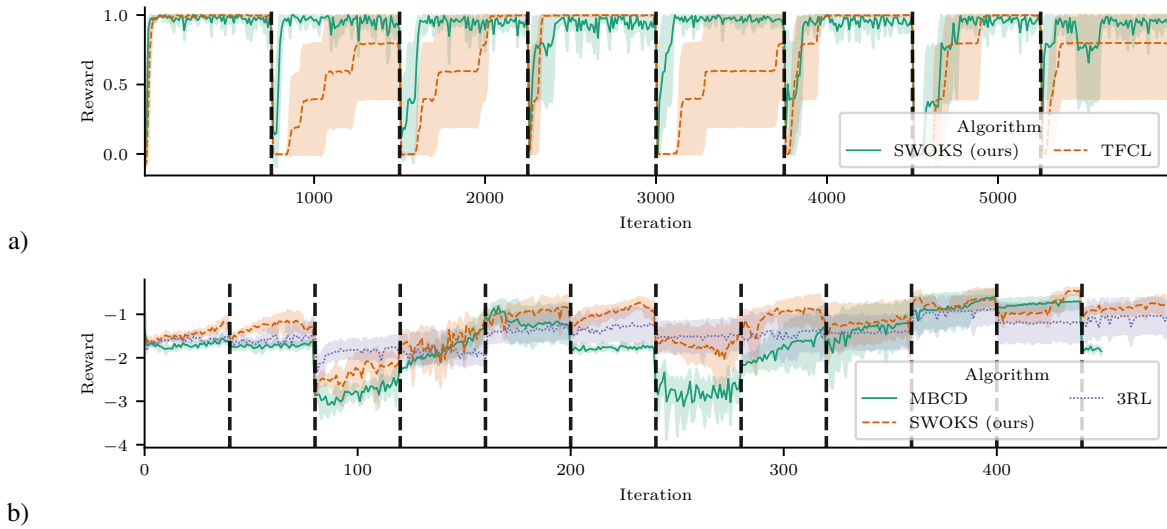 1.0
0.5
0.0
Reward
Algorithm
SWOKS (ours)
TFCL
1000
2000
3000
4000
5000
Iteration
a)
−1
−2
−3
−4
Reward
Algorithm
MBCD
3RL
SWOKS (ours)
0
100
200
300
400
Iteration
b)